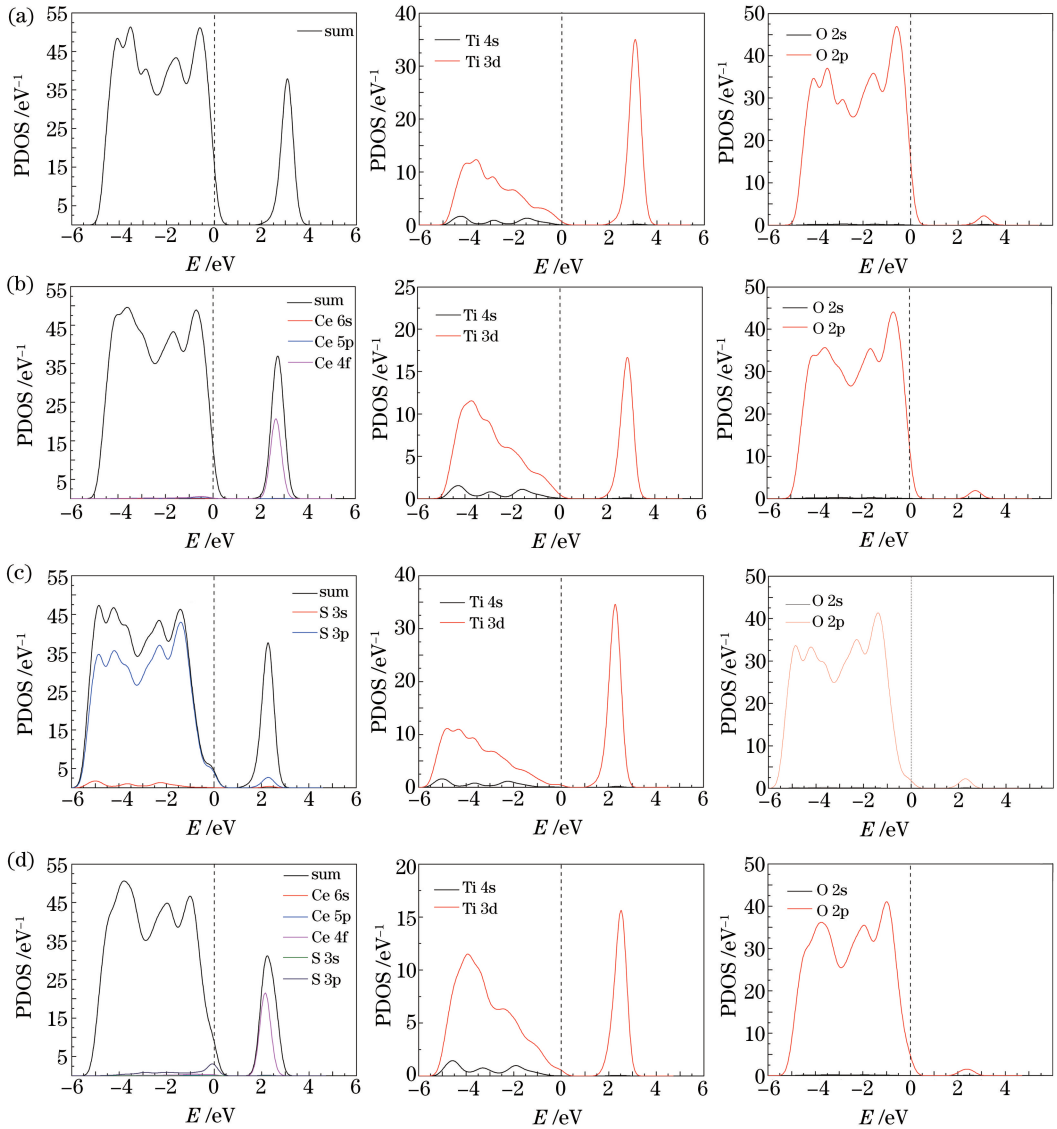 (a)
55
45
35
25
15
5
PDOS /eV⁻¹
sum
−6 −4 −2 0 2 4 6
E /eV
40
30
20
10
0
PDOS /eV⁻¹
Ti 4s
Ti 3d
−6 −4 −2 0 2 4 6
E /eV
50
40
30
20
10
0
PDOS /eV⁻¹
O 2s
O 2p
−6 −4 −2 0 2 4
E /eV
(b)
55
45
35
25
15
5
PDOS /eV⁻¹
sum
Ce 6s
Ce 5p
Ce 4f
−6 −4 −2 0 2 4 6
E /eV
25
20
15
10
5
0
PDOS /eV⁻¹
Ti 4s
Ti 3d
−6 −4 −2 0 2 4 6
E /eV
50
40
30
20
10
0
PDOS /eV⁻¹
O 2s
O 2p
−6 −4 −2 0 2 4 6
E /eV
(c)
55
45
35
25
15
5
PDOS /eV⁻¹
sum
S 3s
S 3p
−6 −4 −2 0 2 4 6
E /eV
40
30
20
10
0
PDOS /eV⁻¹
Ti 4s
Ti 3d
−6 −4 −2 0 2 4 6
E /eV
50
40
30
20
10
0
PDOS /eV⁻¹
O 2s
O 2p
−6 −4 −2 0 2 4 6
E /eV
(d)
55
45
35
25
15
5
PDOS /eV⁻¹
sum
Ce 6s
Ce 5p
Ce 4f
S 3s
S 3p
−6 −4 −2 0 2 4 6
E /eV
20
15
10
5
0
PDOS /eV⁻¹
Ti 4s
Ti 3d
−6 −4 −2 0 2 4 6
E /eV
50
40
30
20
10
0
PDOS /eV⁻¹
O 2s
O 2p
−6 −4 −2 0 2 4 6
E /eV